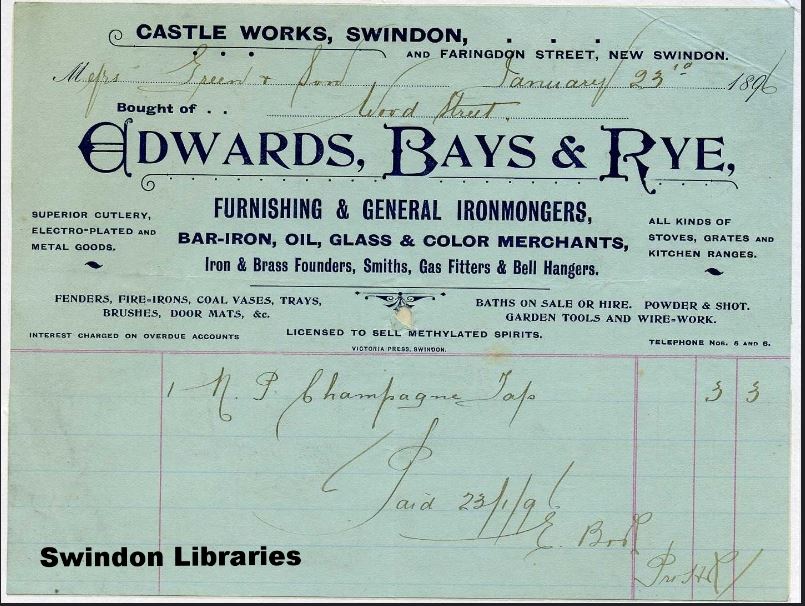 CASTLE WORKS, SWINDON,
AND FARINGDON STREET, NEW SWINDON.
Messrs Green & Son January 23rd 1896
Bought of . . Wood Street.
EDWARDS, BAYS & RYE,
FURNISHING & GENERAL IRONMONGERS,
BAR-IRON, OIL, GLASS & COLOR MERCHANTS,
Iron & Brass Founders, Smiths, Gas Fitters & Bell Hangers.
SUPERIOR CUTLERY,
ELECTRO-PLATED AND
METAL GOODS.
ALL KINDS OF
STOVES, GRATES AND
KITCHEN RANGES.
FENDERS, FIRE-IRONS, COAL VASES, TRAYS,
BRUSHES, DOOR MATS, &c.
BATHS ON SALE OR HIRE. POWDER & SHOT.
GARDEN TOOLS AND WIRE-WORK.
INTEREST CHARGED ON OVERDUE ACCOUNTS
LICENSED TO SELL METHYLATED SPIRITS.
TELEPHONE Nos. 5 AND 6.
VICTORIA PRESS, SWINDON.
1 N. P. Champagne Tap 3 3
Paid 23/1/96
E.
Swindon Libraries